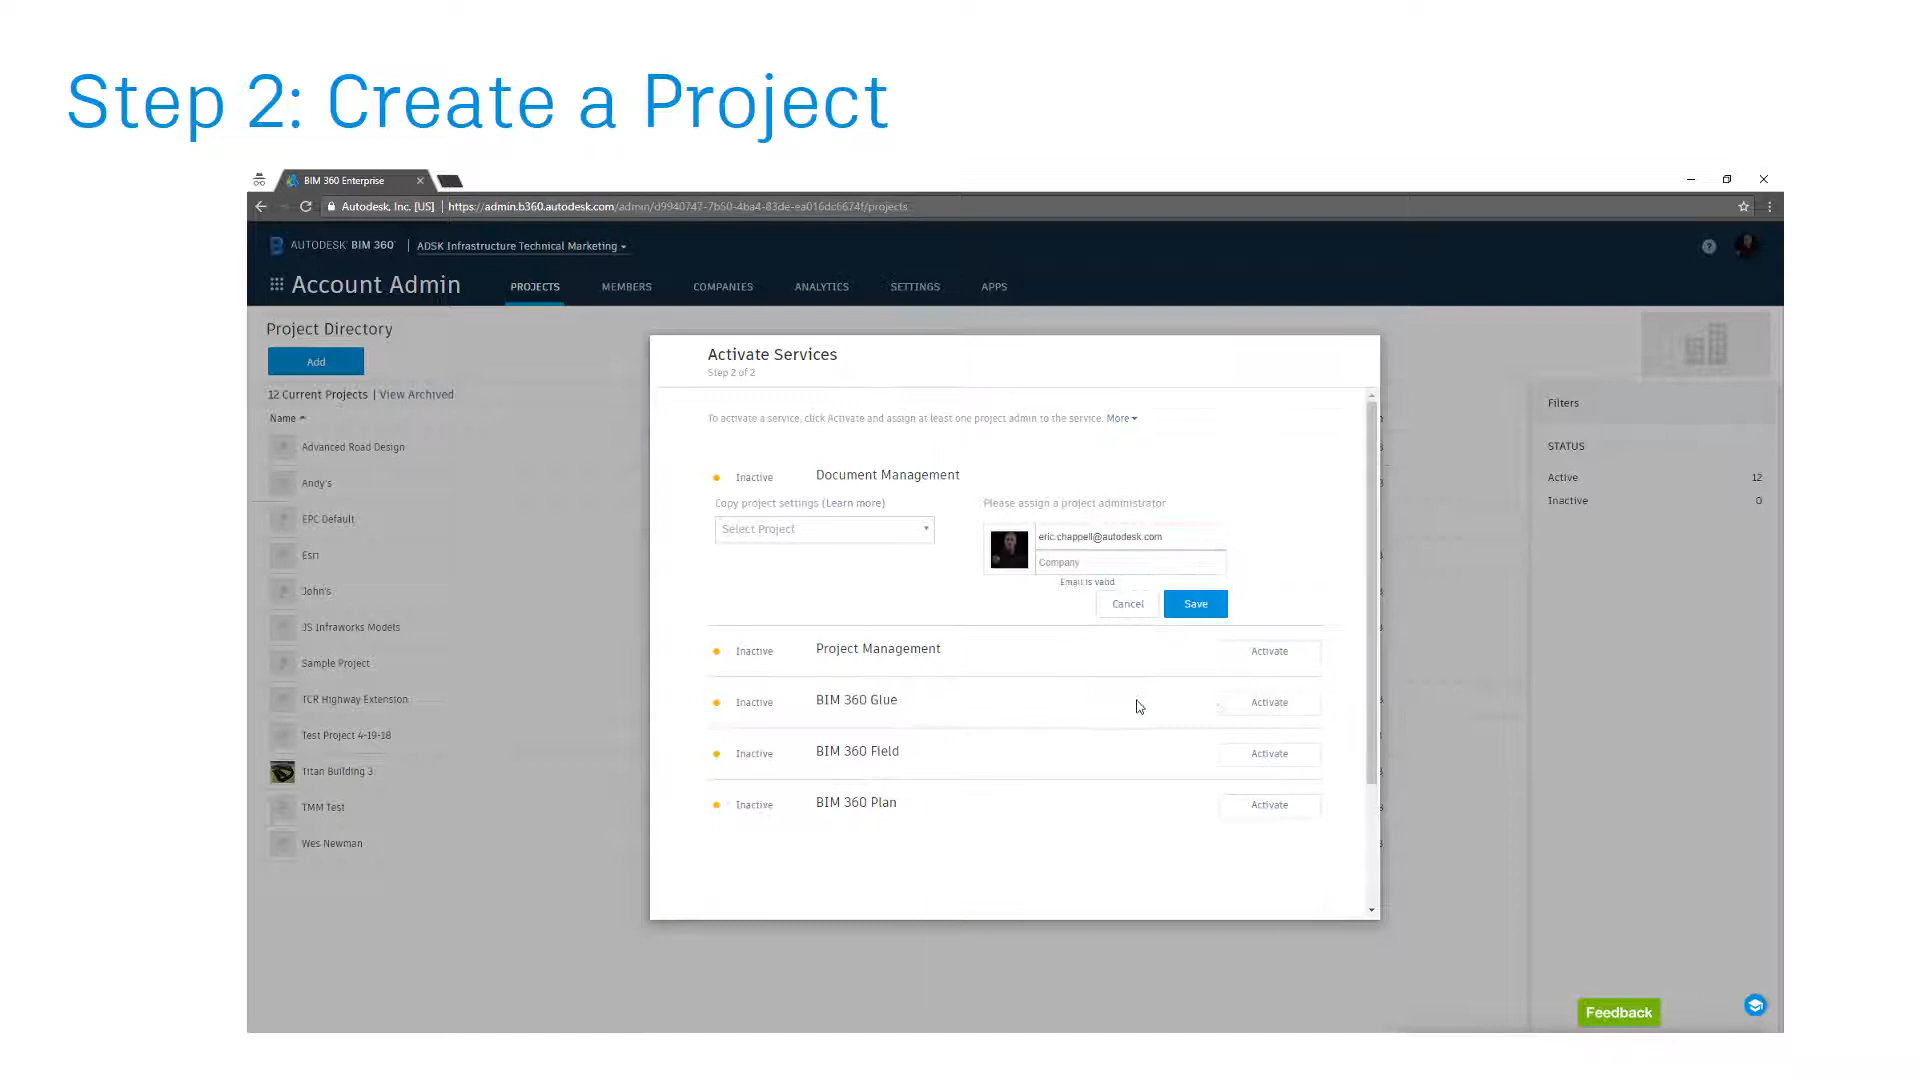 Step 2: Create a Project
BIM 360 Enterprise
Autodesk, Inc. [US] | https://admin.b360.autodesk.com/admin/d9940747-7b50-4ba4-83de-ea016dc6674f/projects
AUTODESK® BIM 360° | ADSK Infrastructure Technical Marketing
Account Admin
PROJECTS
MEMBERS
COMPANIES
ANALYTICS
SETTINGS
APPS
Project Directory
Add
12 Current Projects | View Archived
Name
Advanced Road Design
Andy's
EPC Default
Esri
John's
JS Infraworks Models
Sample Project
TCR Highway Extension
Test Project 4-19-18
Titan Building 3
TMM Test
Wes Newman
Activate Services
Step 2 of 2
To activate a service, click Activate and assign at least one project admin to the service. More
Inactive Document Management
Copy project settings (Learn more)
Select Project
Please assign a project administrator
eric.chappell@autodesk.com
Company
Email is valid
Cancel Save
Inactive Project Management Activate
Inactive BIM 360 Glue Activate
Inactive BIM 360 Field Activate
Inactive BIM 360 Plan Activate
Filters
STATUS
Active 12
Inactive 0
Feedback